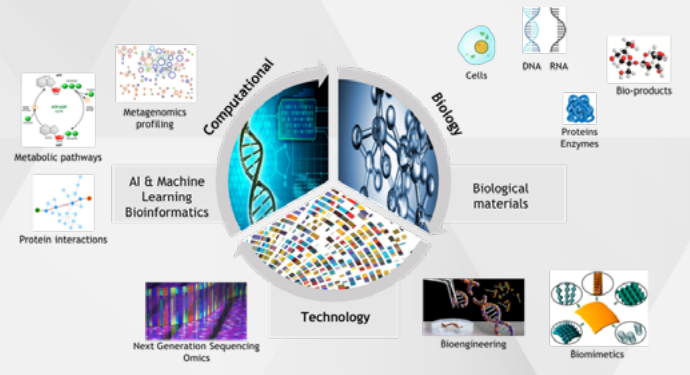 Computational
Biology
Cells
DNA RNA
Bio-products
Metagenomics
profiling
Proteins
Enzymes
Metabolic pathways
AI & Machine
Learning
Bioinformatics
Biological
materials
Protein interactions
Technology
Next Generation Sequencing
Omics
Bioengineering
Biomimetics